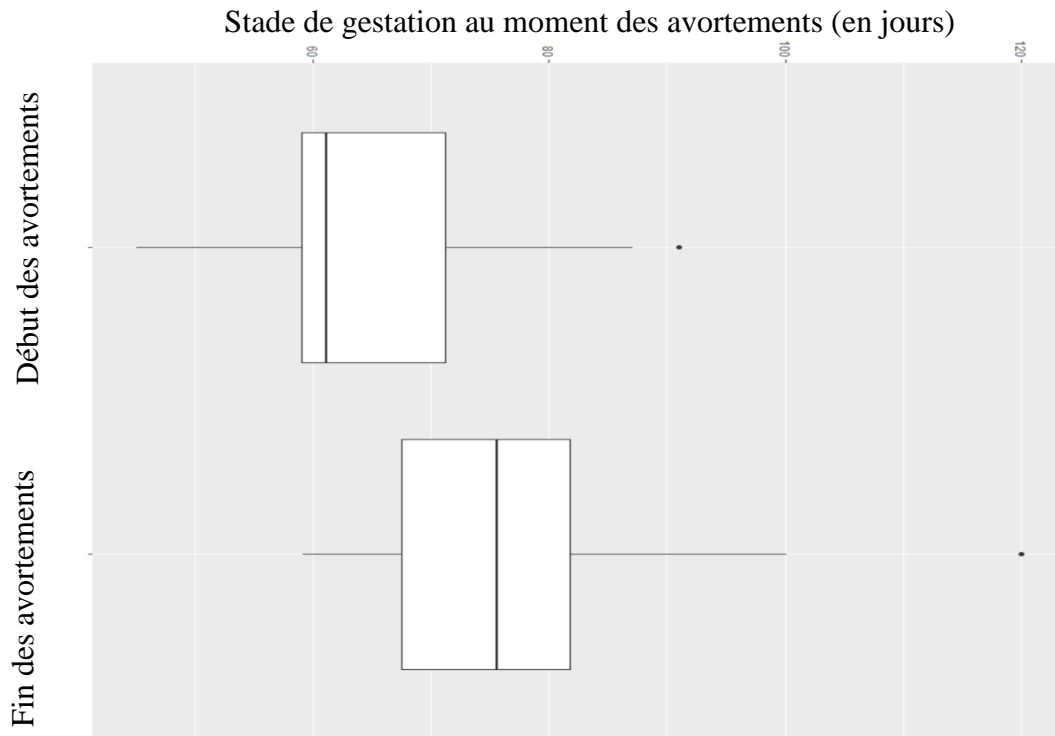 Stade de gestation au moment des avortements (en jours)
60
80
100
120
Début des avortements
Fin des avortements